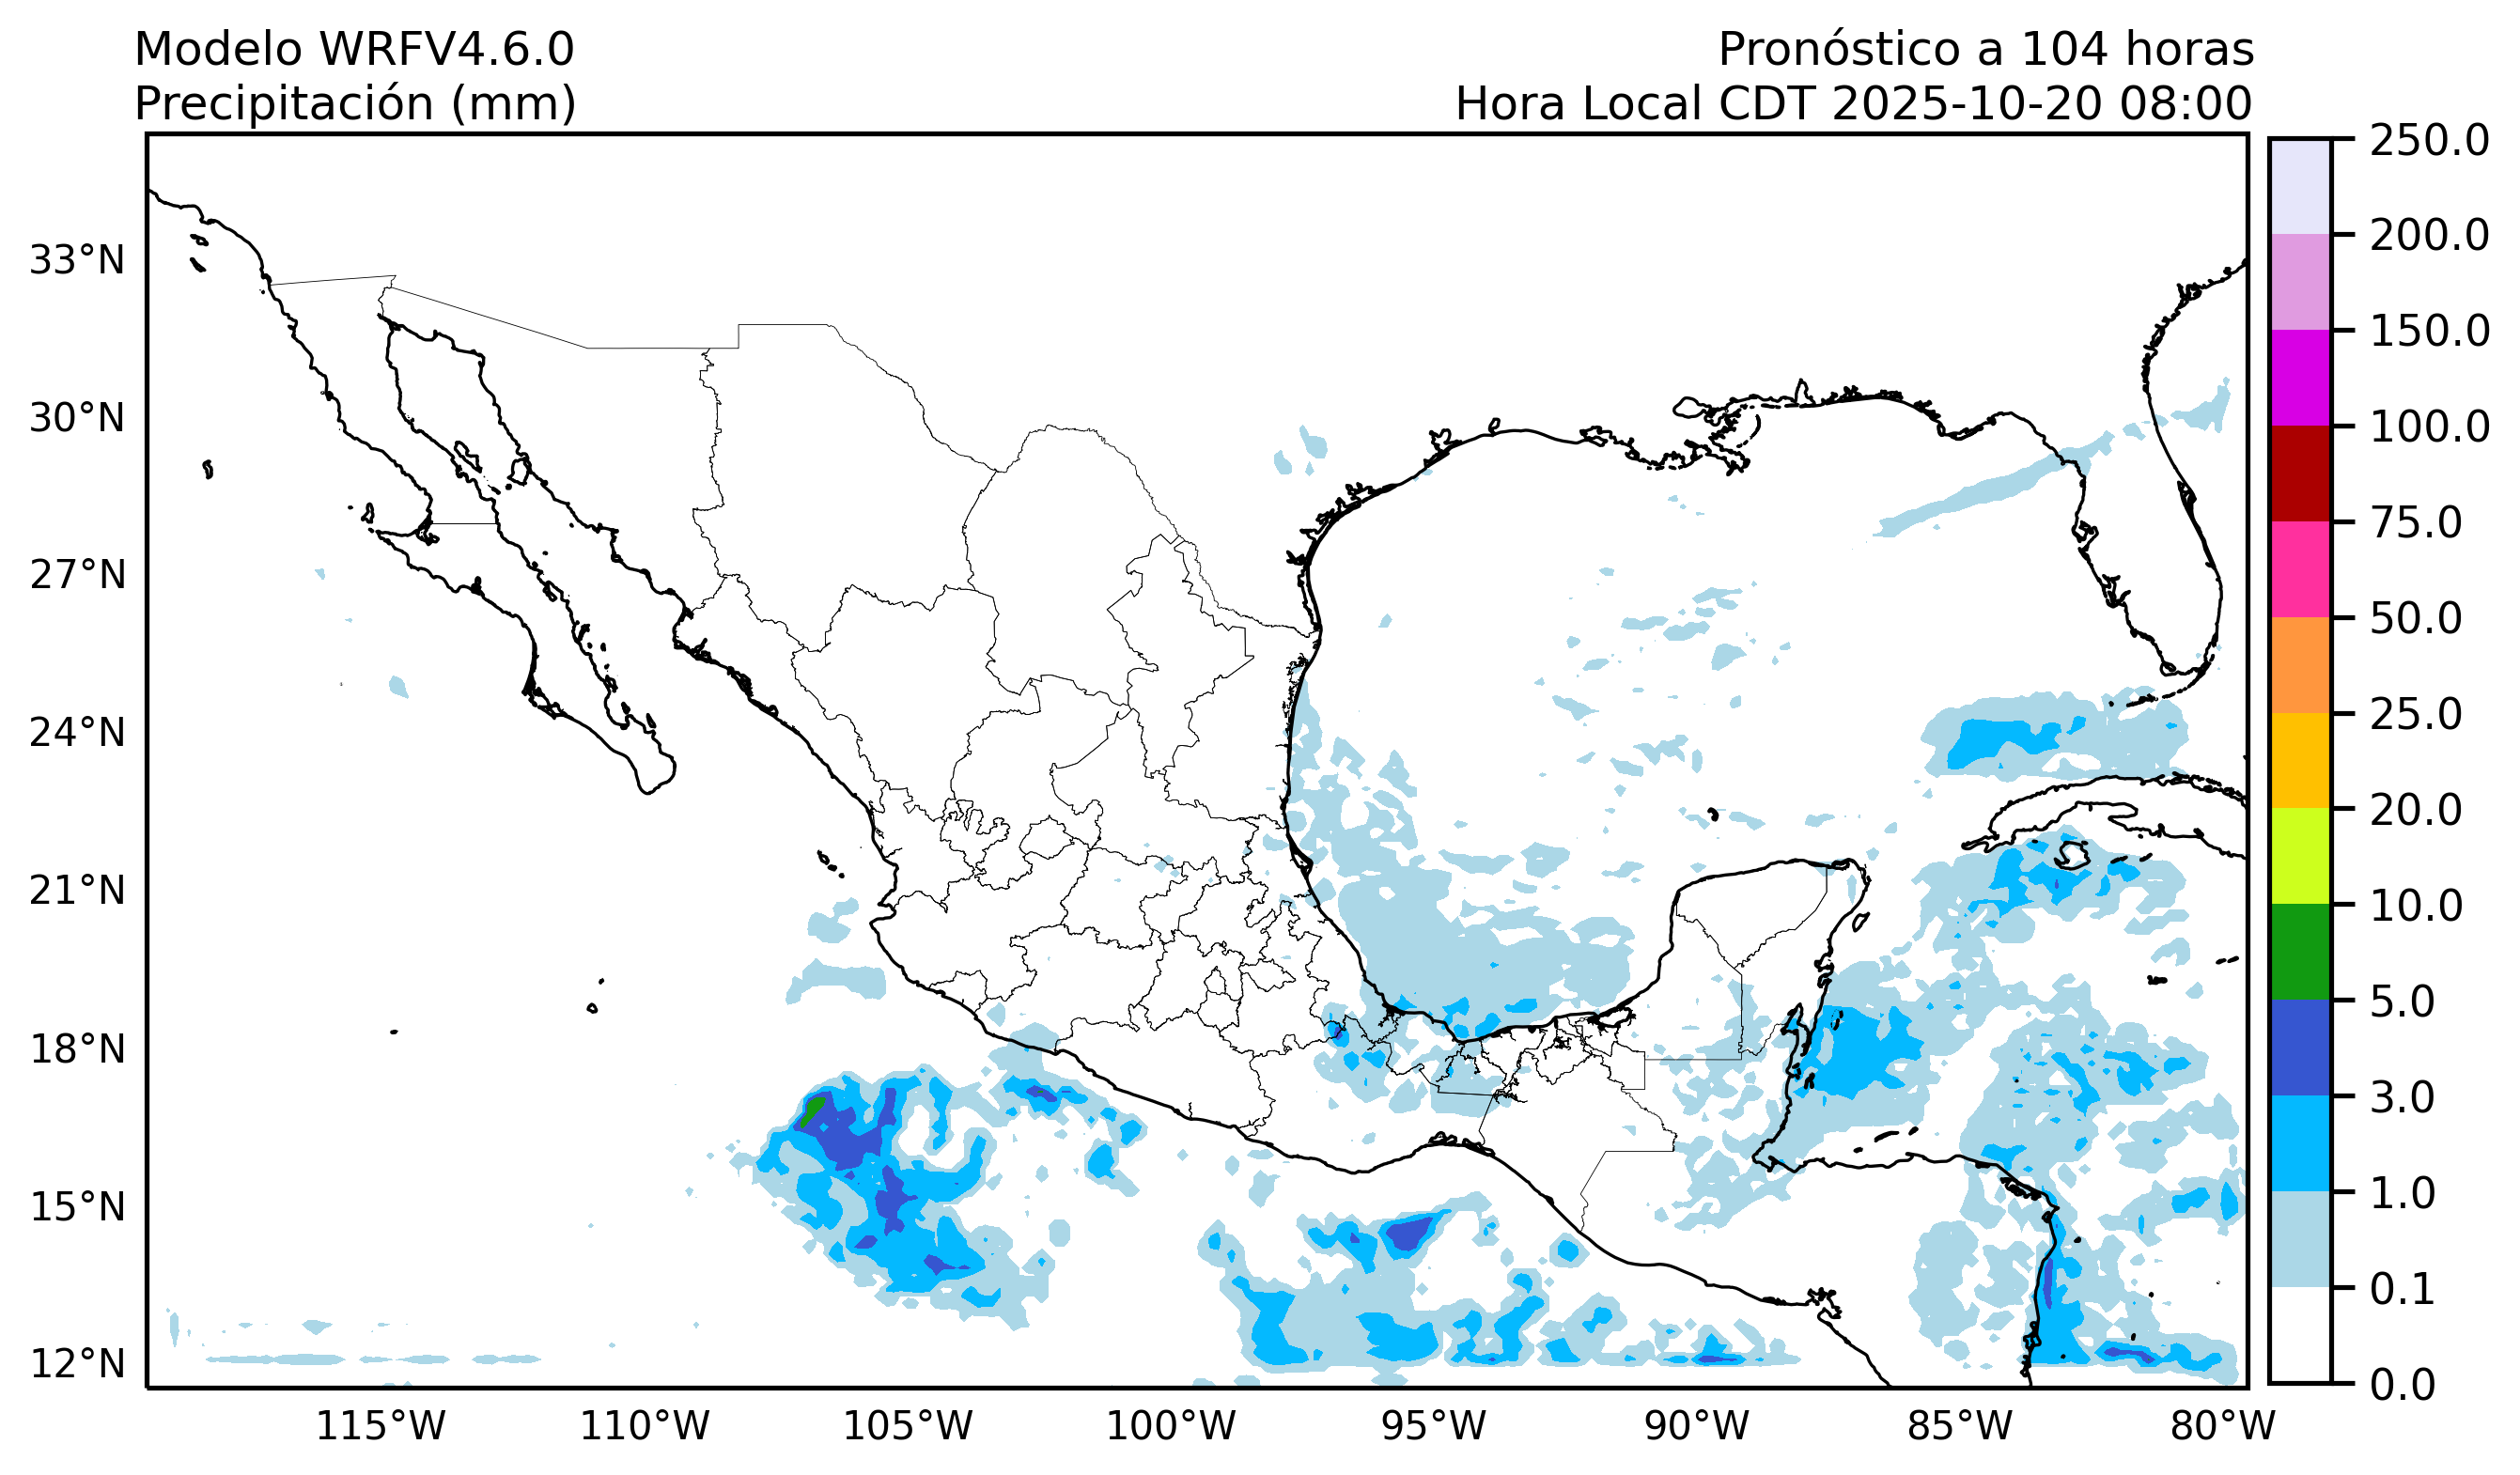 Modelo WRFV4.6.0
Precipitación (mm)
Pronóstico a 104 horas
Hora Local CDT 2025-10-20 08:00
33°N
30°N
27°N
24°N
21°N
18°N
15°N
12°N
115°W
110°W
105°W
100°W
95°W
90°W
85°W
80°W
250.0
200.0
150.0
100.0
75.0
50.0
25.0
20.0
10.0
5.0
3.0
1.0
0.1
0.0